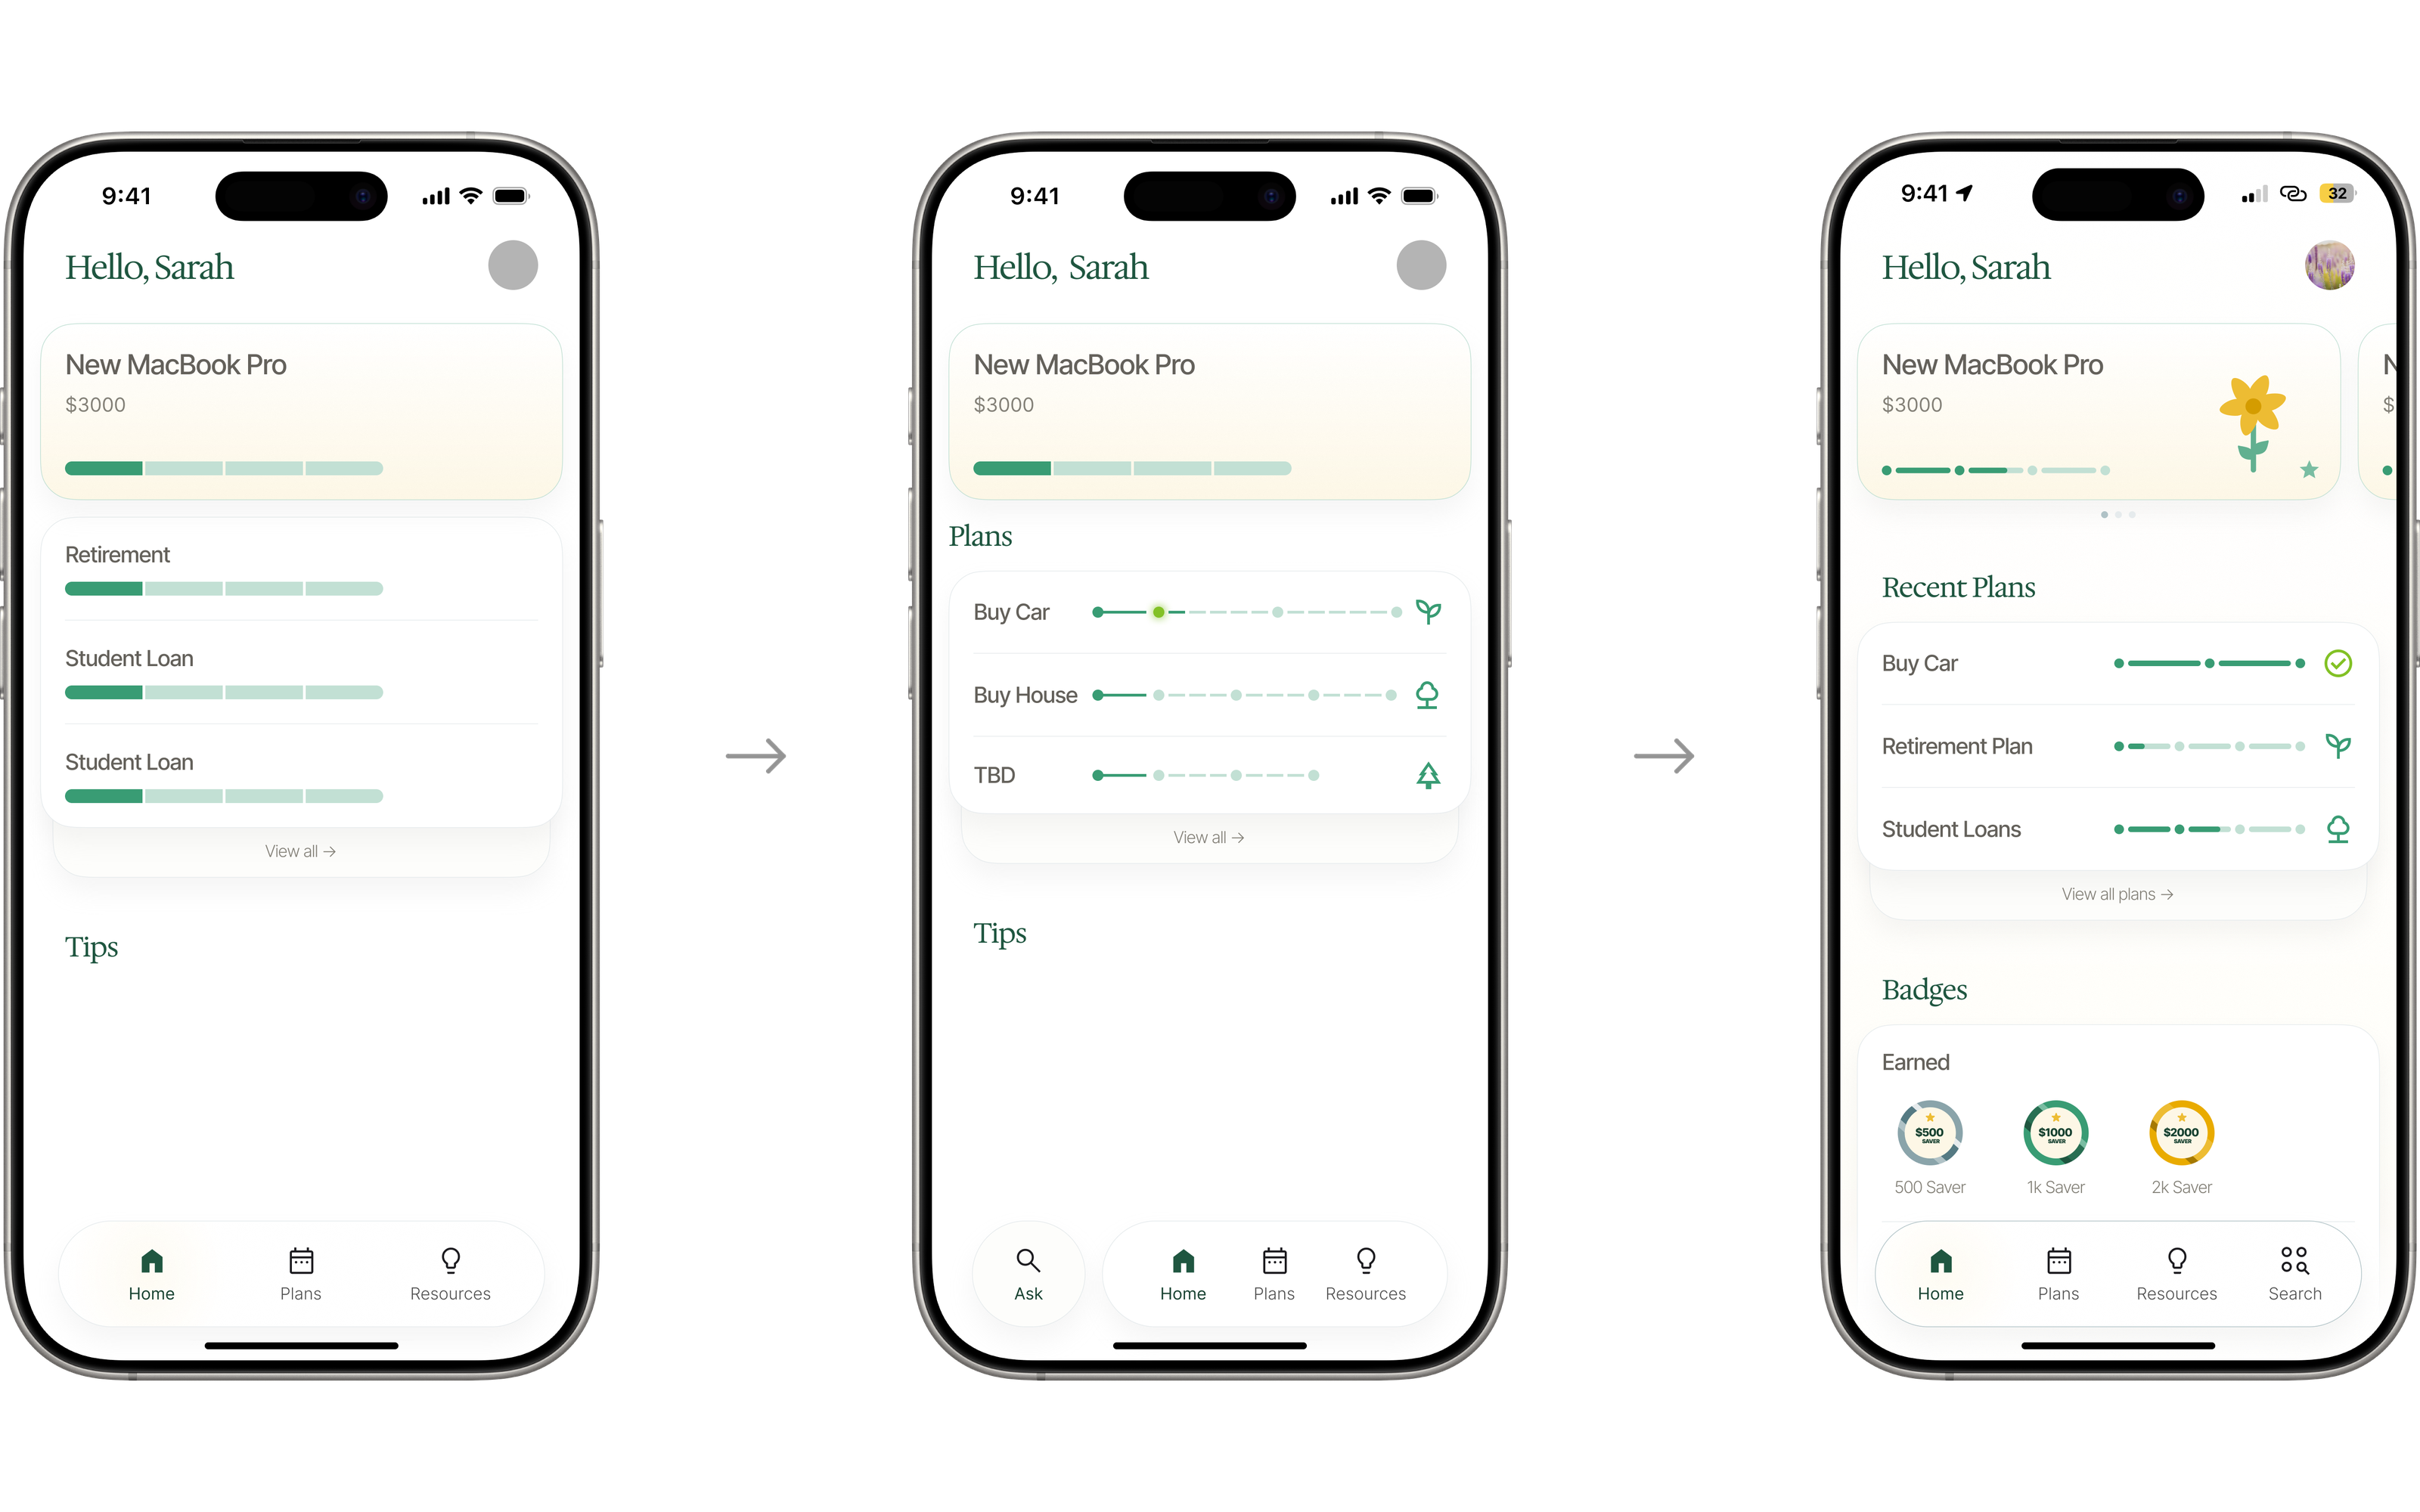 9:41
Hello, Sarah
New MacBook Pro
$3000
Retirement
Student Loan
Student Loan
View all →
Tips
Home Plans Resources
9:41
Hello, Sarah
New MacBook Pro
$3000
Plans
Buy Car
Buy House
TBD
View all →
Tips
Ask Home Plans Resources
9:41 32
Hello, Sarah
New MacBook Pro N
$3000 $
Recent Plans
Buy Car
Retirement Plan
Student Loans
View all plans →
Badges
Earned
$500 $1000 $2000
SAVER SAVER SAVER
500 Saver 1k Saver 2k Saver
Home Plans Resources Search